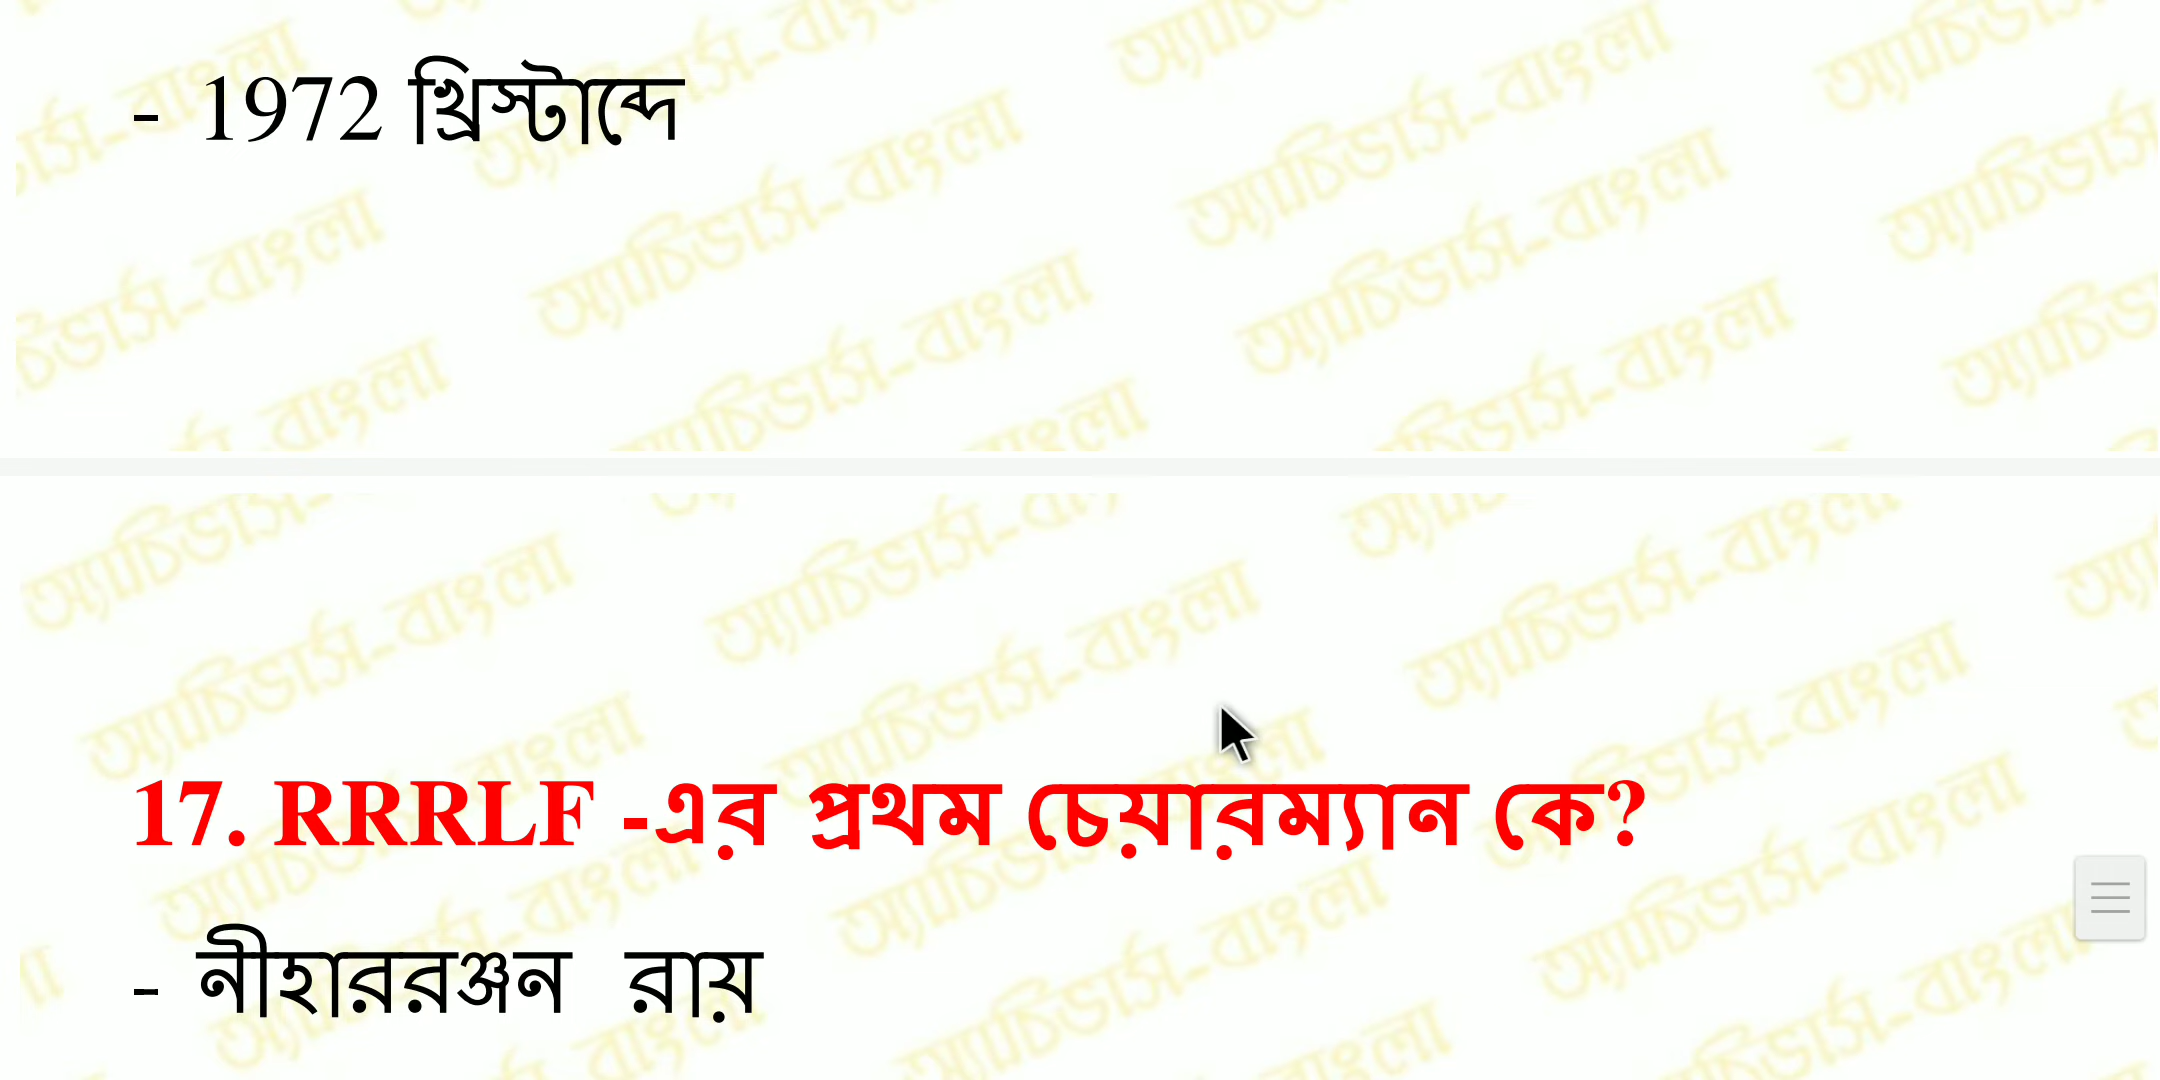 - 1972 খ্রিস্টাব্দে
17. RRRLF -এর প্রথম চেয়ারম্যান কে?
- নীহাররঞ্জন রায়
অ্যাচিভার্স-বাংলা